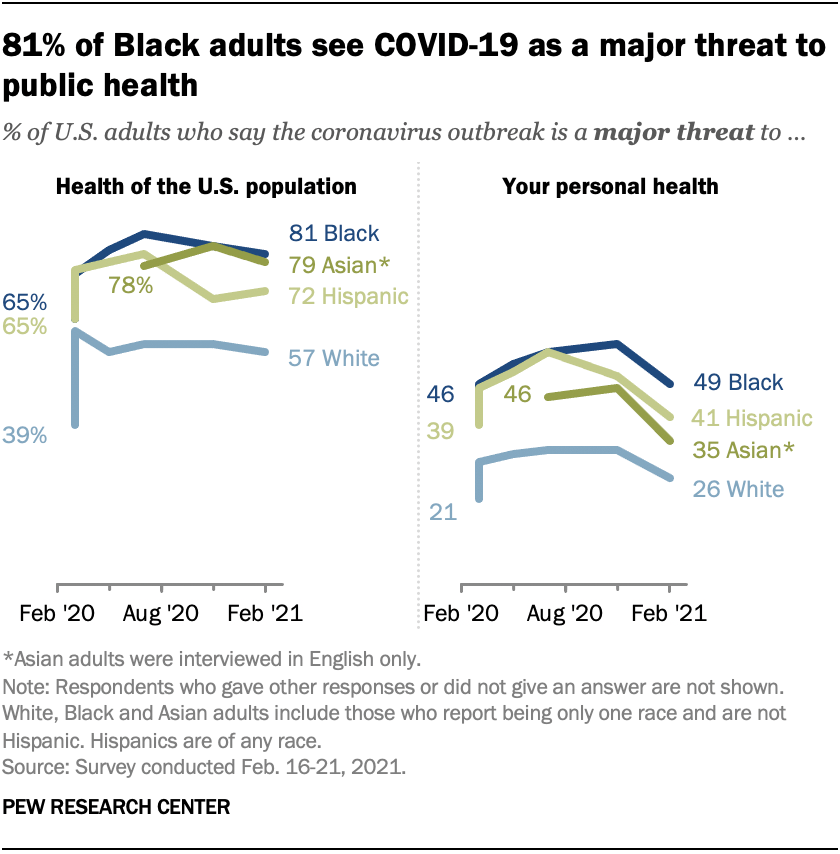 81% of Black adults see COVID-19 as a major threat to
public health
% of U.S. adults who say the coronavirus outbreak is a major threat to ...
Health of the U.S. population
81 Black
79 Asian*
78%
72 Hispanic
65%
65%
57 White
39%
Feb '20
Aug '20
Feb '21
Your personal health
49 Black
46
46
41 Hispanic
39
35 Asian*
26 White
21
Feb '20
Aug '20
Feb '21
*Asian adults were interviewed in English only.
Note: Respondents who gave other responses or did not give an answer are not shown.
White, Black and Asian adults include those who report being only one race and are not
Hispanic. Hispanics are of any race.
Source: Survey conducted Feb. 16-21, 2021.
PEW RESEARCH CENTER